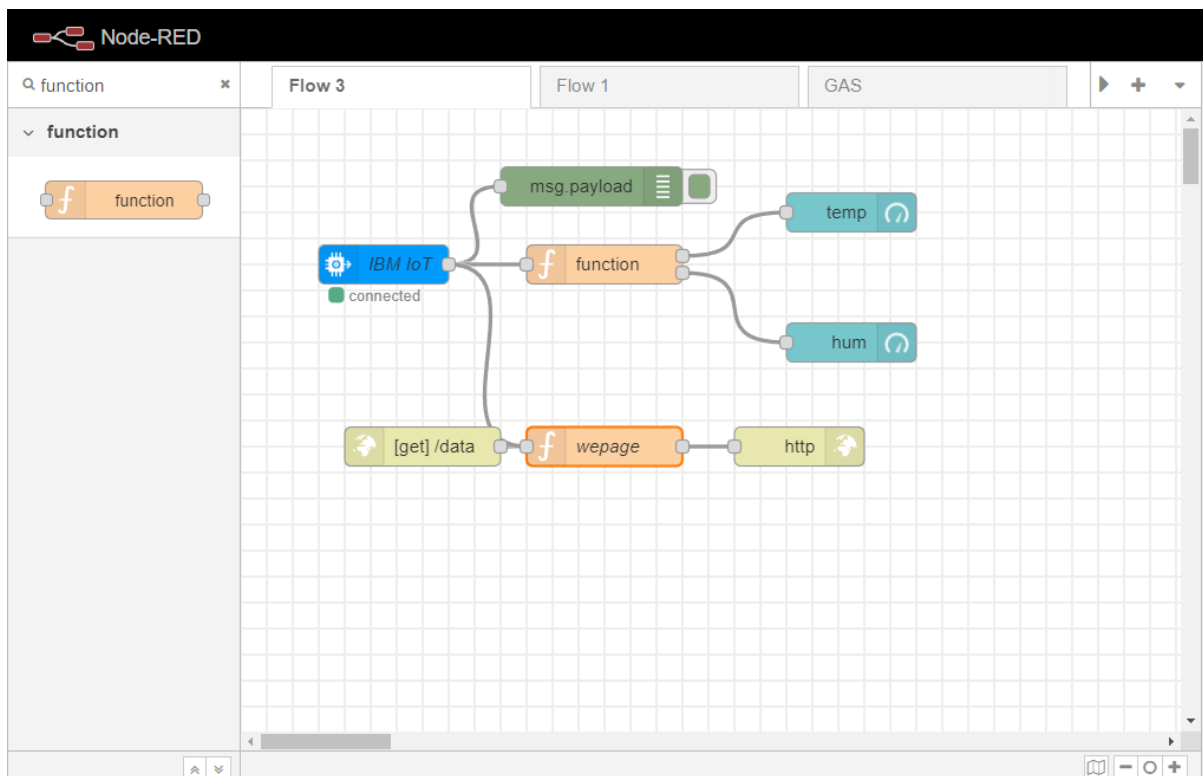 Node-RED
function
function
function
Flow 3
Flow 1
GAS
msg.payload
temp
IBM IoT
function
connected
hum
[get] /data
wepage
http